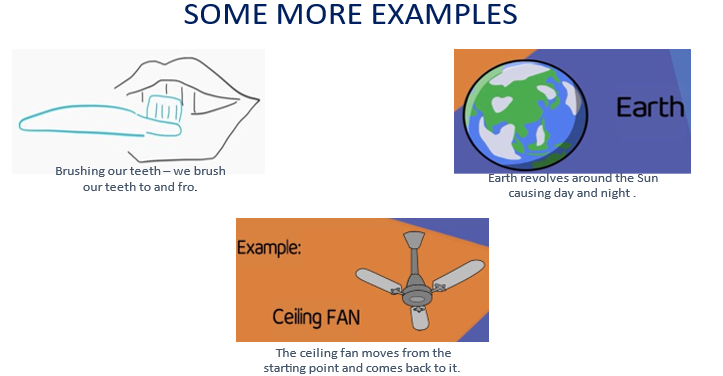 SOME MORE EXAMPLES
Brushing our teeth – we brush
our teeth to and fro.
Earth
Earth revolves around the Sun
causing day and night .
Example:
Ceiling FAN
The ceiling fan moves from the
starting point and comes back to it.